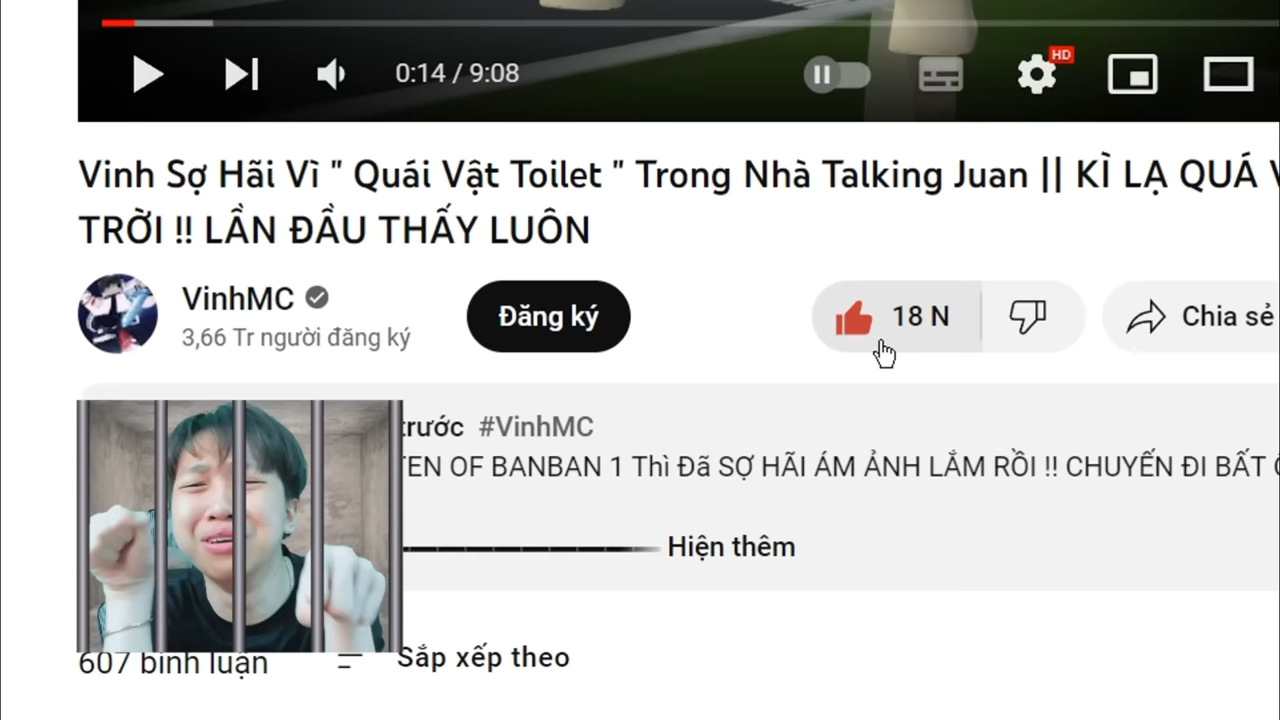 0:14 / 9:08
HD
Vinh Sợ Hãi Vì " Quái Vật Toilet " Trong Nhà Talking Juan || KÌ LẠ QUÁ
TRỜI !! LẦN ĐẦU THẤY LUÔN
VinhMC
3,66 Tr người đăng ký
Đăng ký
18 N
Chia sẻ
trước #VinhMC
TEN OF BANBAN 1 Thì Đã SỢ HÃI ÁM ẢNH LẮM RỒI !! CHUYẾN ĐI BẤT
Hiện thêm
607 bình luận
Sắp xếp theo